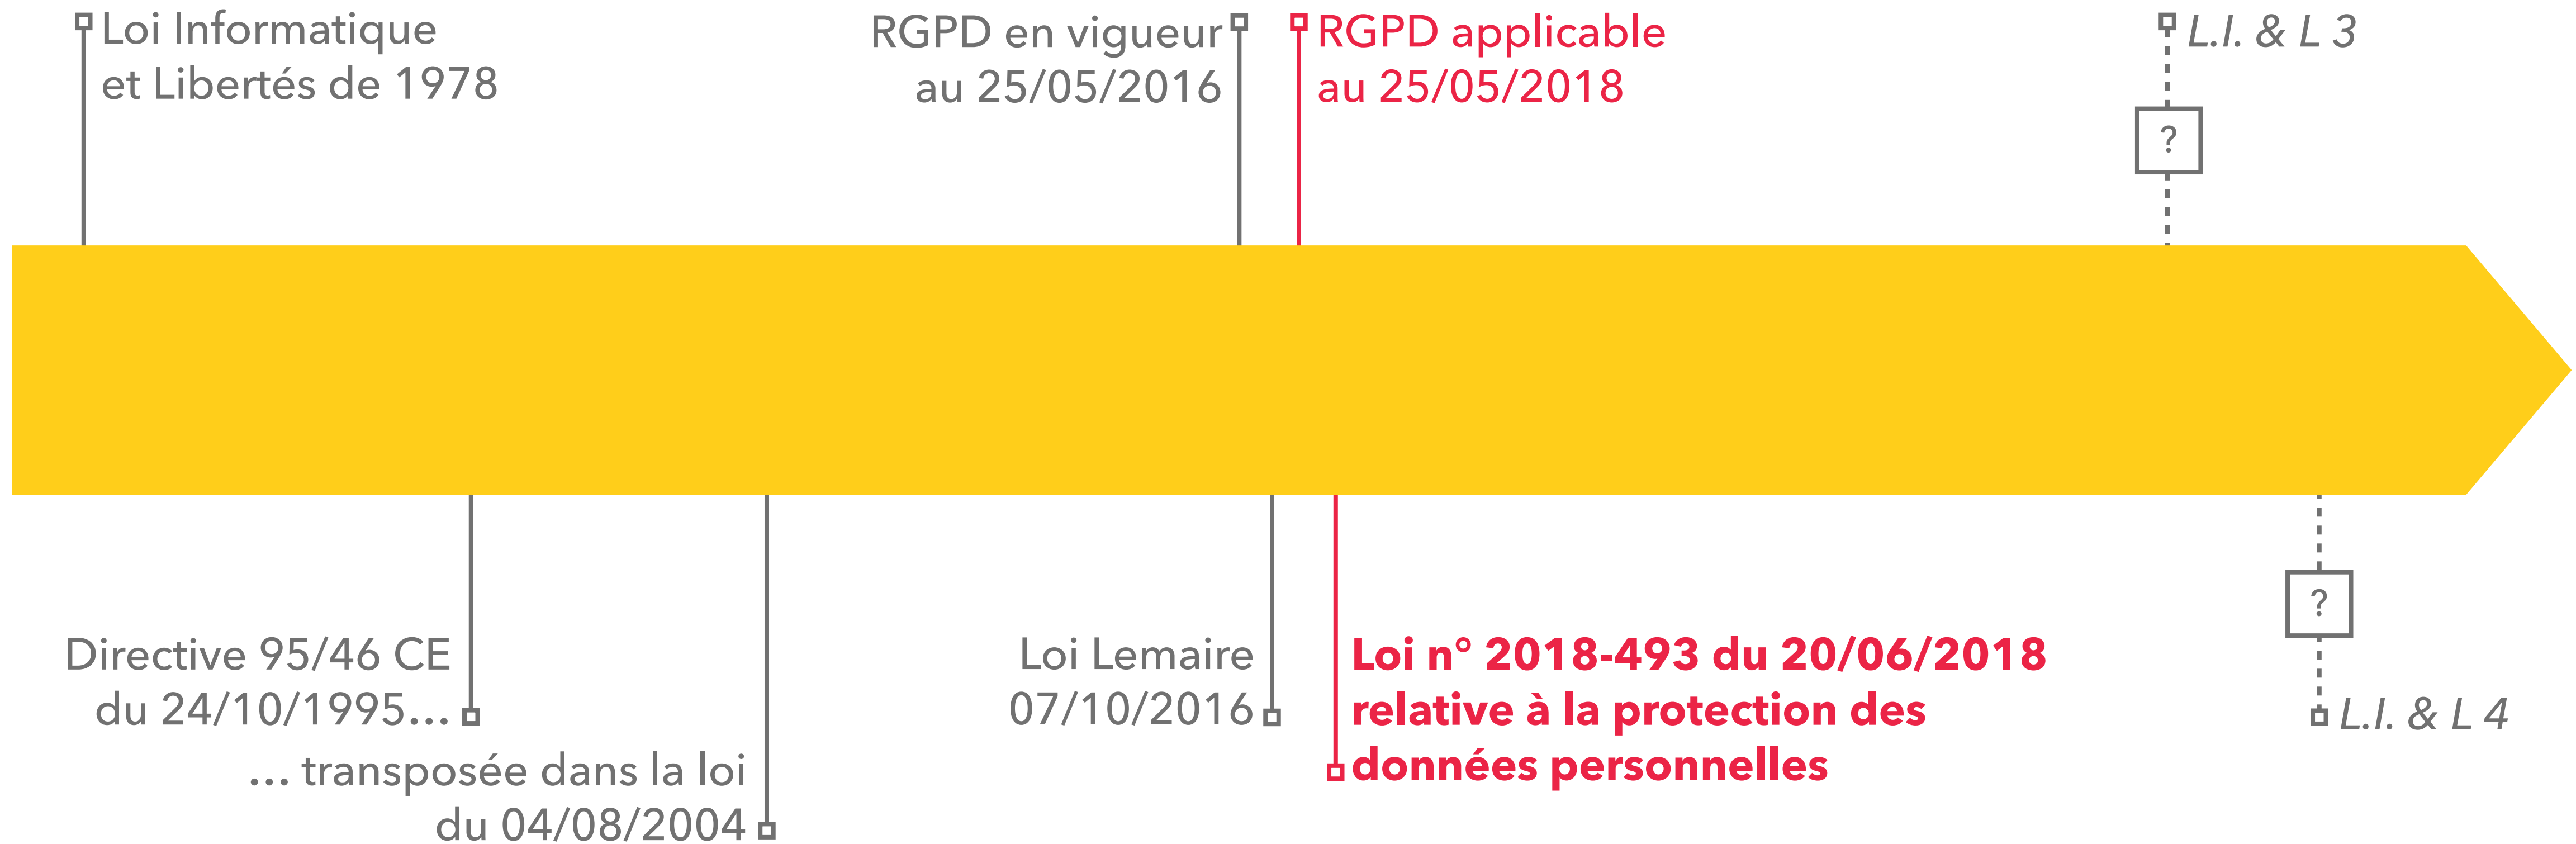 Loi Informatique
et Libertés de 1978
RGPD en vigueur
au 25/05/2016
RGPD applicable
au 25/05/2018
L.I. & L 3
?
Directive 95/46 CE
du 24/10/1995...
... transposée dans la loi
du 04/08/2004
Loi Lemaire
07/10/2016
Loi n° 2018-493 du 20/06/2018
relative à la protection des
données personnelles
?
L.I. & L 4